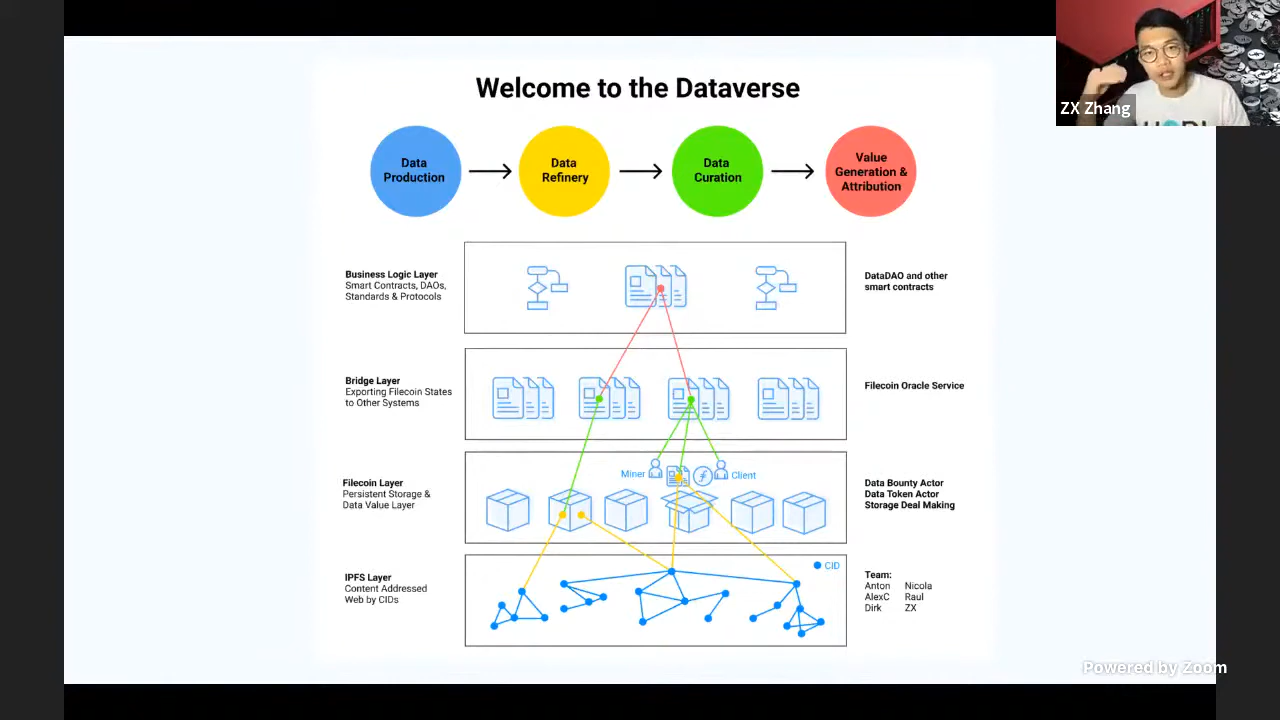 Welcome to the Dataverse
ZX Zhang
Data
Production
Data
Refinery
Data
Curation
Value
Generation &
Attribution
Business Logic Layer
Smart Contracts, DAOs,
Standards & Protocols
DataDAO and other
smart contracts
Bridge Layer
Exporting Filecoin States
to Other Systems
Filecoin Oracle Service
Filecoin Layer
Persistent Storage &
Data Value Layer
Miner
Client
Data Bounty Actor
Data Token Actor
Storage Deal Making
IPFS Layer
Content Addressed
Web by CIDs
CID
Team:
Anton Nicola
AlexC Raul
Dirk ZX
Powered by Zoom